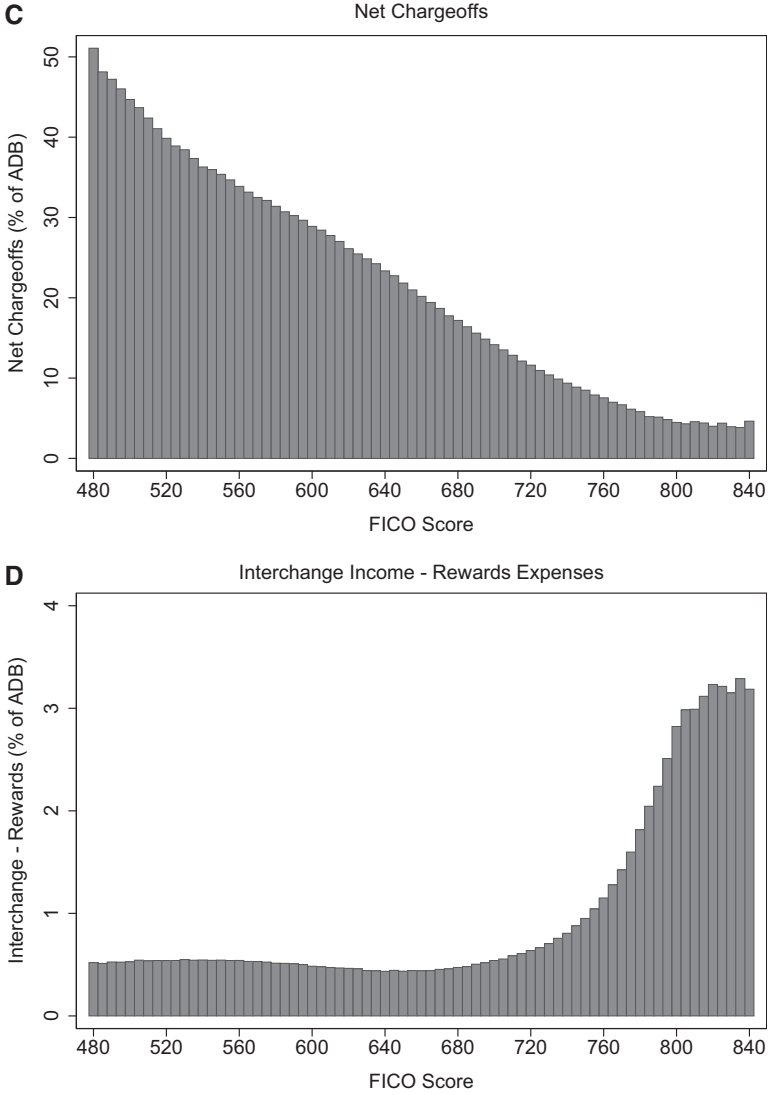 C
Net Chargeoffs
Net Chargeoffs (% of ADB)
50
40
30
20
10
0
480 520 560 600 640 680 720 760 800 840
FICO Score
D
Interchange Income - Rewards Expenses
Interchange - Rewards (% of ADB)
4
3
2
1
0
480 520 560 600 640 680 720 760 800 840
FICO Score